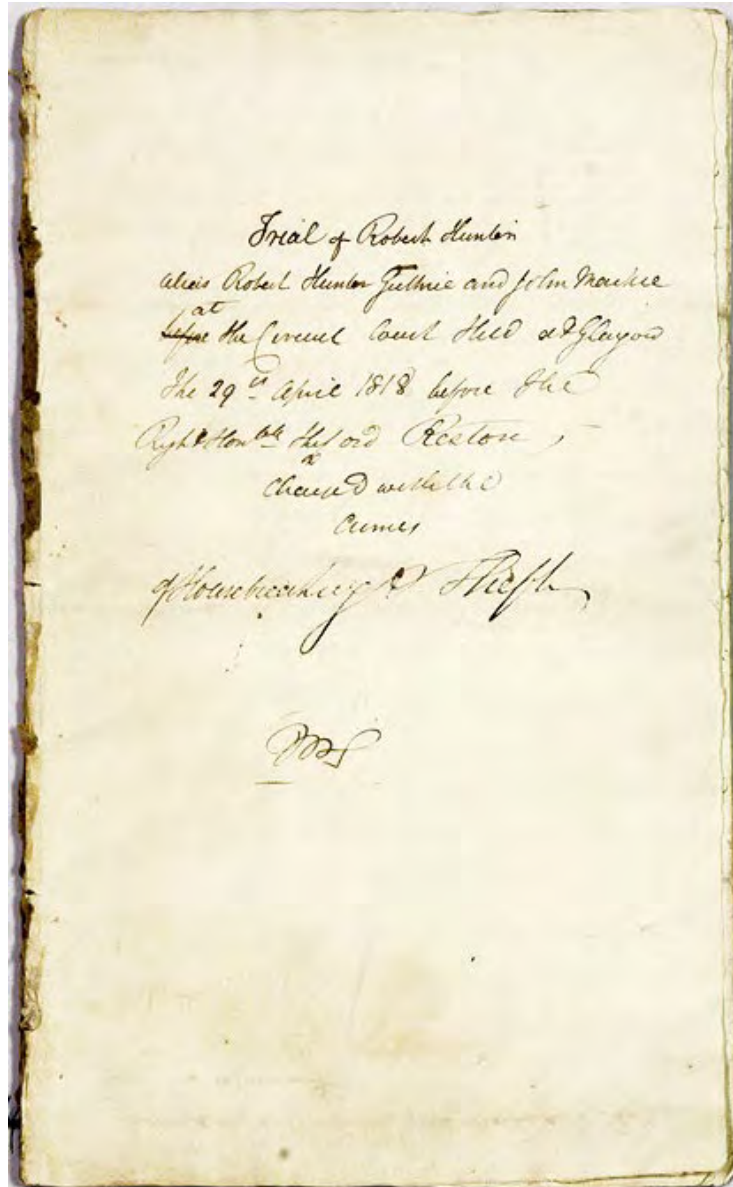 Trial of Robert Hunter
alias Robert Hunter Guthrie and John Mackie
at
before the Circuit Court Held at Glasgow
The 29th April 1818 before the
Right Honble the Lord Reston,
Charged with the
Crimes
of Housebreaking & Theft